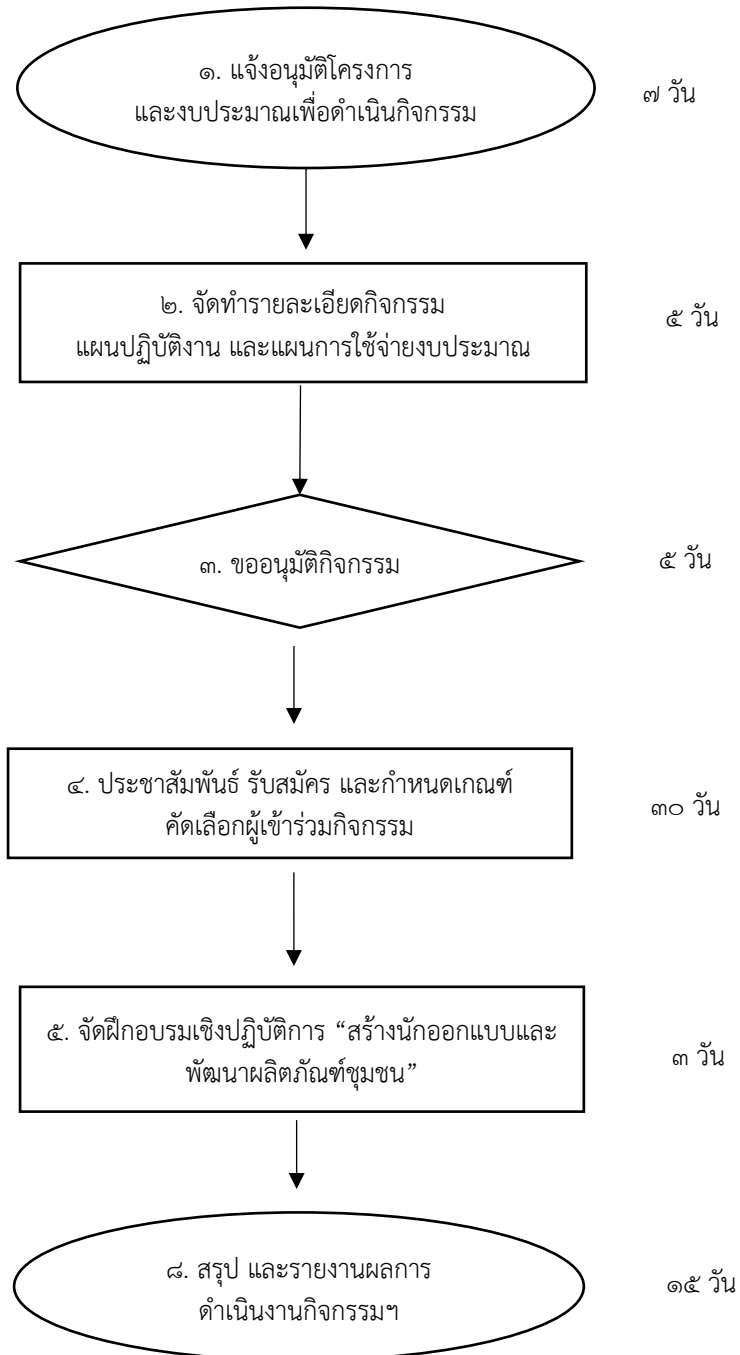 ๑. แจ้งอนุมัติโครงการ
และงบประมาณเพื่อดำเนินกิจกรรม
๗ วัน
๒. จัดทำรายละเอียดกิจกรรม
แผนปฏิบัติงาน และแผนการใช้จ่ายงบประมาณ
๕ วัน
๓. ขออนุมัติกิจกรรม
๕ วัน
๔. ประชาสัมพันธ์ รับสมัคร และกำหนดเกณฑ์
คัดเลือกผู้เข้าร่วมกิจกรรม
๓๐ วัน
๕. จัดฝึกอบรมเชิงปฏิบัติการ “สร้างนักออกแบบและ
พัฒนาผลิตภัณฑ์ชุมชน”
๓ วัน
๘. สรุป และรายงานผลการ
ดำเนินงานกิจกรรมฯ
๑๕ วัน